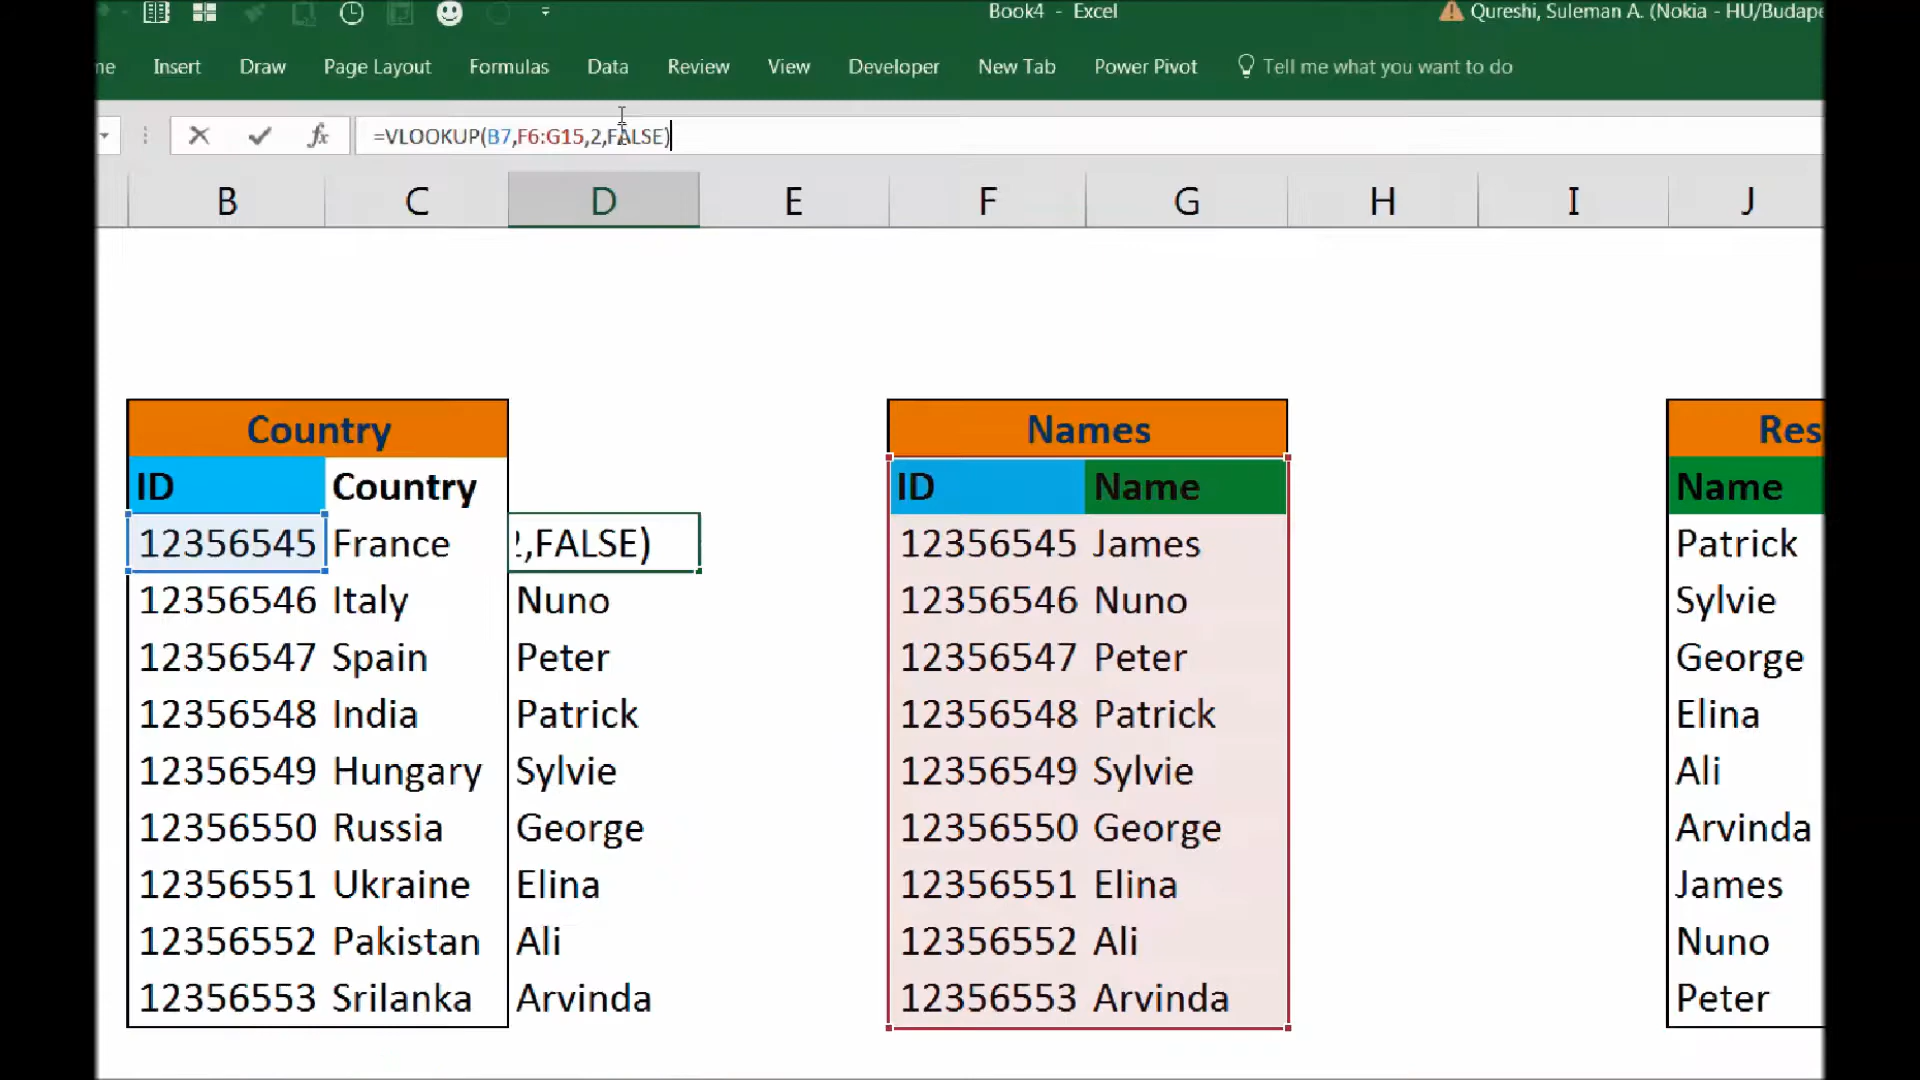 Book4 - Excel
Qureshi, Suleman A. (Nokia - HU/Budape
me Insert Draw Page Layout Formulas Data Review View Developer New Tab Power Pivot Tell me what you want to do
fx =VLOOKUP(B7,F6:G15,2,FALSE)
B C D E F G H I J
Country Names Res
ID Country ID Name Name
12356545 France 2,FALSE) 12356545 James Patrick
12356546 Italy Nuno 12356546 Nuno Sylvie
12356547 Spain Peter 12356547 Peter George
12356548 India Patrick 12356548 Patrick Elina
12356549 Hungary Sylvie 12356549 Sylvie Ali
12356550 Russia George 12356550 George Arvinda
12356551 Ukraine Elina 12356551 Elina James
12356552 Pakistan Ali 12356552 Ali Nuno
12356553 Srilanka Arvinda 12356553 Arvinda Peter